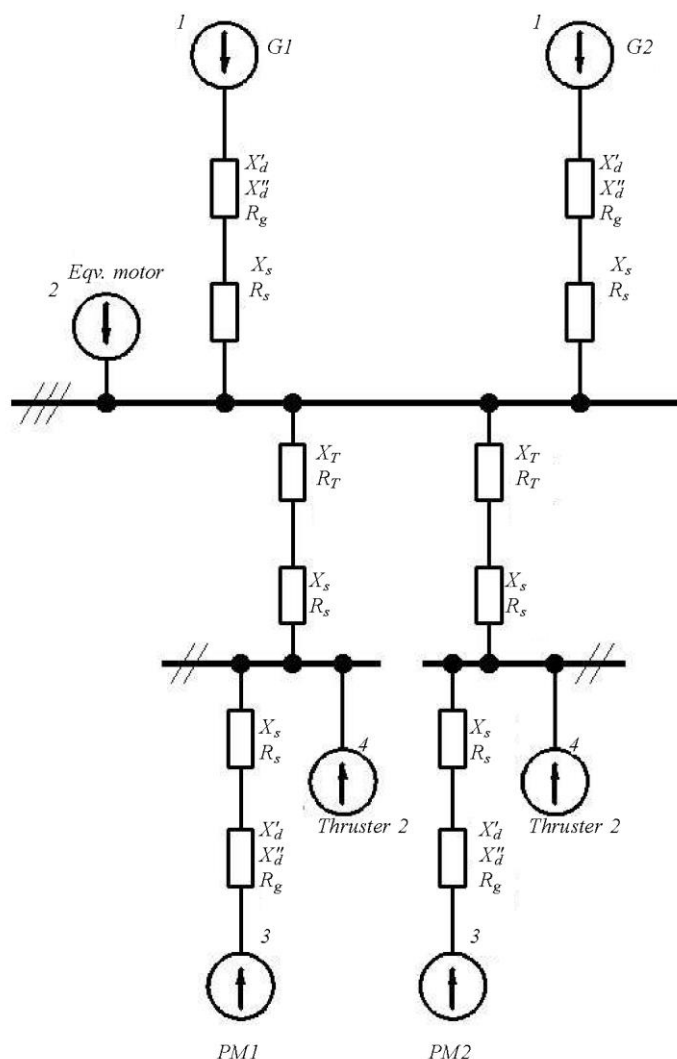 1
G1
1
G2
X'd
X''d
Rg
X'd
X''d
Rg
Xs
Rs
Xs
Rs
Eqv. motor
2
XT
RT
XT
RT
Xs
Rs
Xs
Rs
Xs
Rs
4
Thruster 2
Xs
Rs
4
Thruster 2
X'd
X''d
Rg
X'd
X''d
Rg
3
3
PM1
PM2